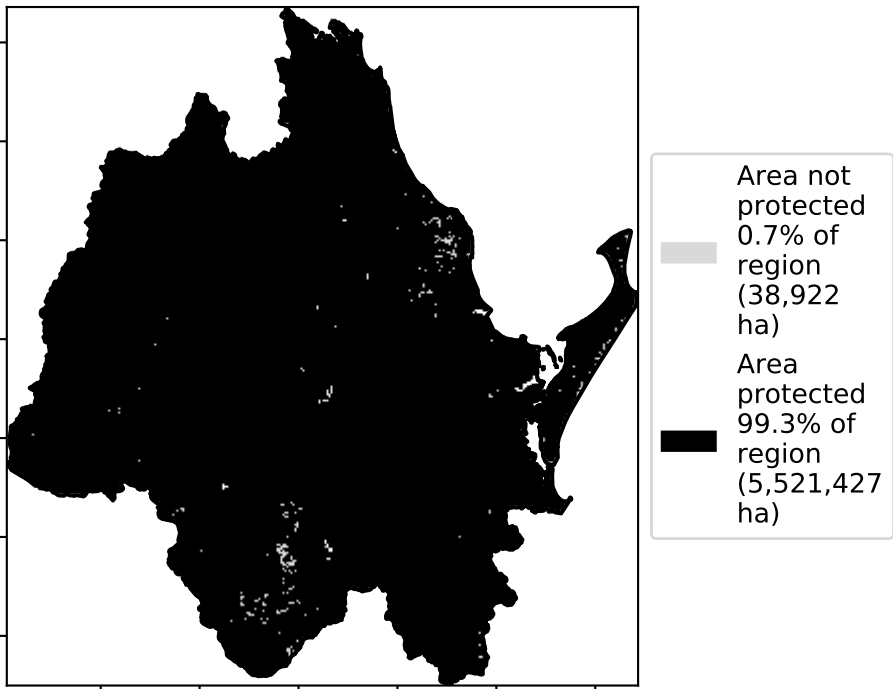 Area not
protected
0.7% of
region
(38,922
ha)
Area
protected
99.3% of
region
(5,521,427
ha)